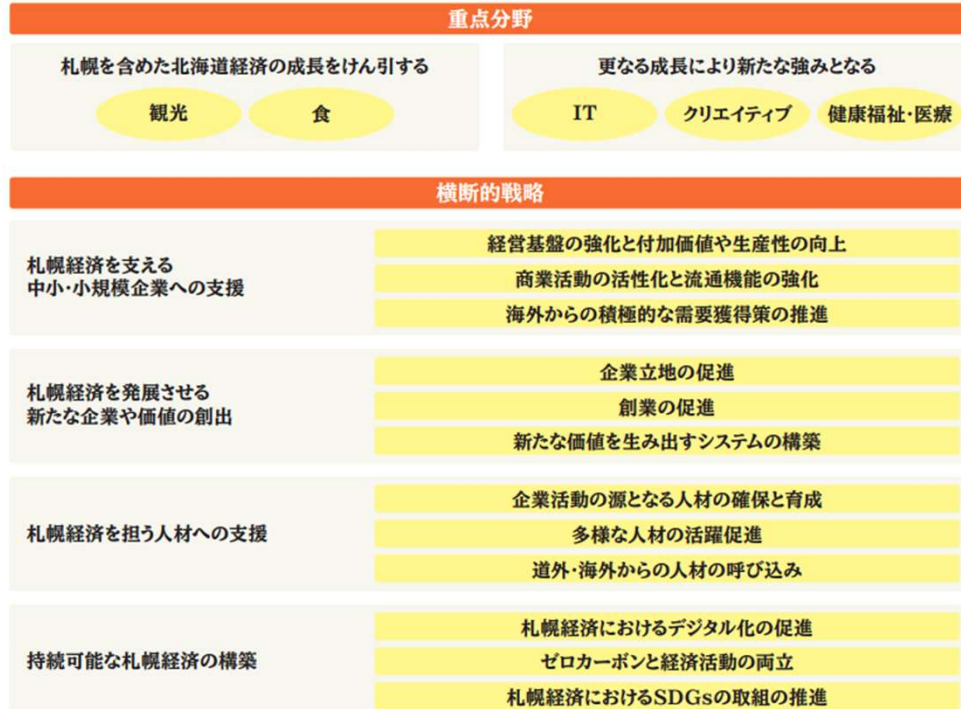 重点分野
札幌を含めた北海道経済の成長をけん引する
観光
食
更なる成長により新たな強みとなる
IT
クリエイティブ
健康福祉・医療
横断的戦略
札幌経済を支える
中小・小規模企業への支援
経営基盤の強化と付加価値や生産性の向上
商業活動の活性化と流通機能の強化
海外からの積極的な需要獲得策の推進
札幌経済を発展させる
新たな企業や価値の創出
企業立地の促進
創業の促進
新たな価値を生み出すシステムの構築
札幌経済を担う人材への支援
企業活動の源となる人材の確保と育成
多様な人材の活躍促進
道外・海外からの人材の呼び込み
持続可能な札幌経済の構築
札幌経済におけるデジタル化の促進
ゼロカーボンと経済活動の両立
札幌経済におけるSDGsの取組の推進